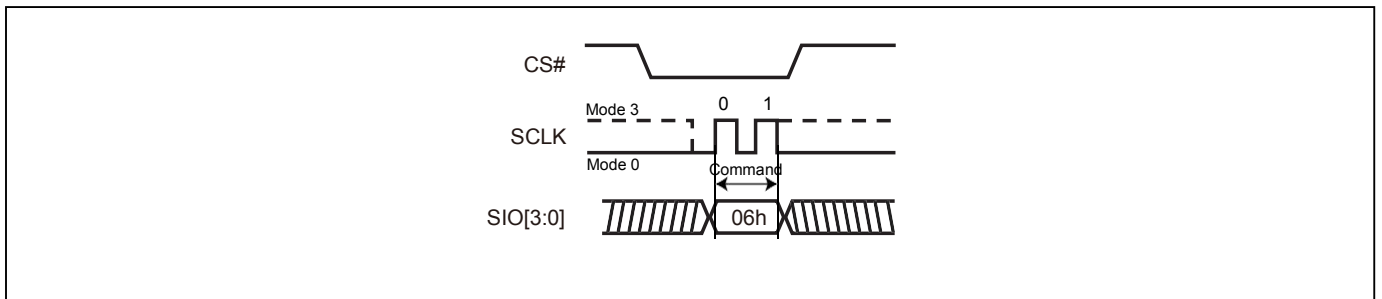 CS#
Mode 3
0 1
SCLK
Mode 0
Command
SIO[3:0]
06h